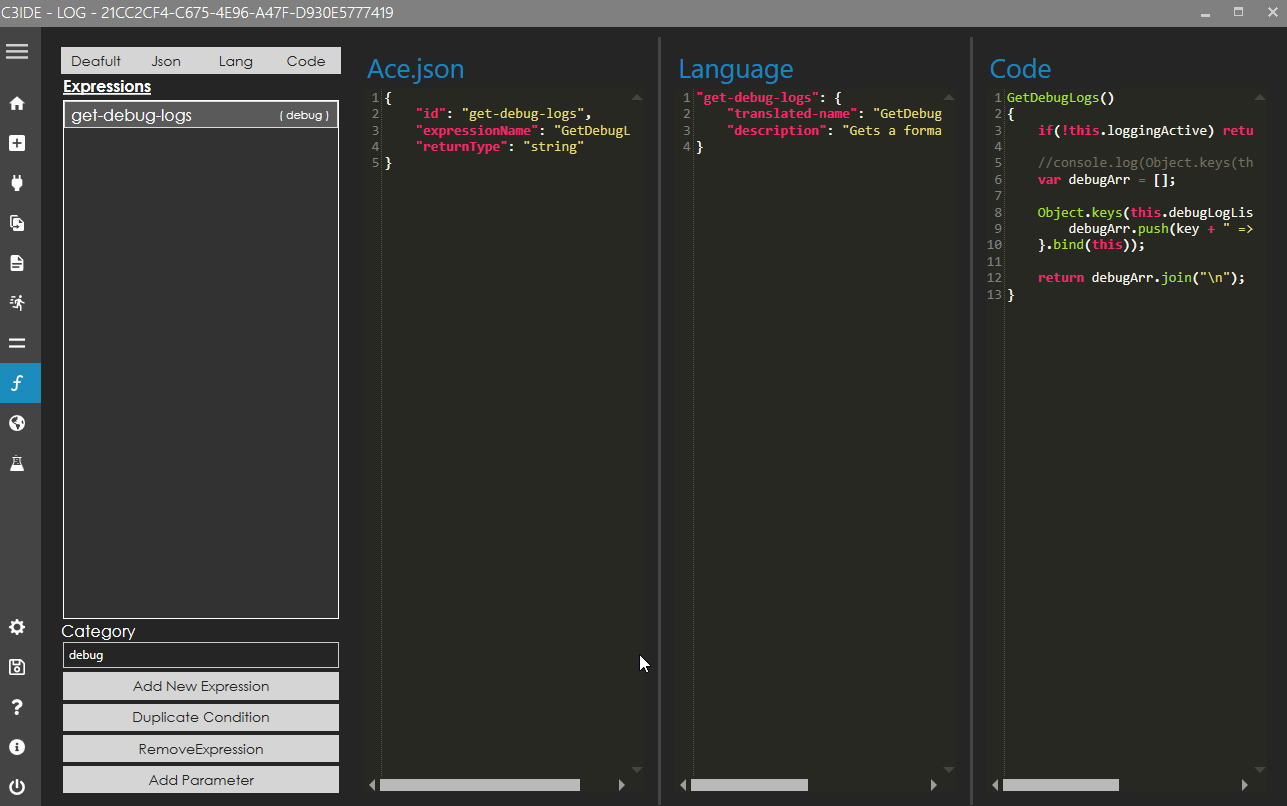 C3IDE - LOG - 21CC2CF4-C675-4E96-A47F-D930E5777419
Deafult Json Lang Code
Expressions
get-debug-logs ( debug )
Category
debug
Add New Expression
Duplicate Condition
RemoveExpression
Add Parameter
Ace.json
1 {
2 "id": "get-debug-logs",
3 "expressionName": "GetDebugL
4 "returnType": "string"
5 }
Language
1 "get-debug-logs": {
2 "translated-name": "GetDebug
3 "description": "Gets a forma
4 }
Code
1 GetDebugLogs()
2 {
3 if(!this.loggingActive) retu
4
5 //console.log(Object.keys(th
6 var debugArr = [];
7
8 Object.keys(this.debugLogLis
9 debugArr.push(key + " =>
10 }.bind(this));
11
12 return debugArr.join("\n");
13 }